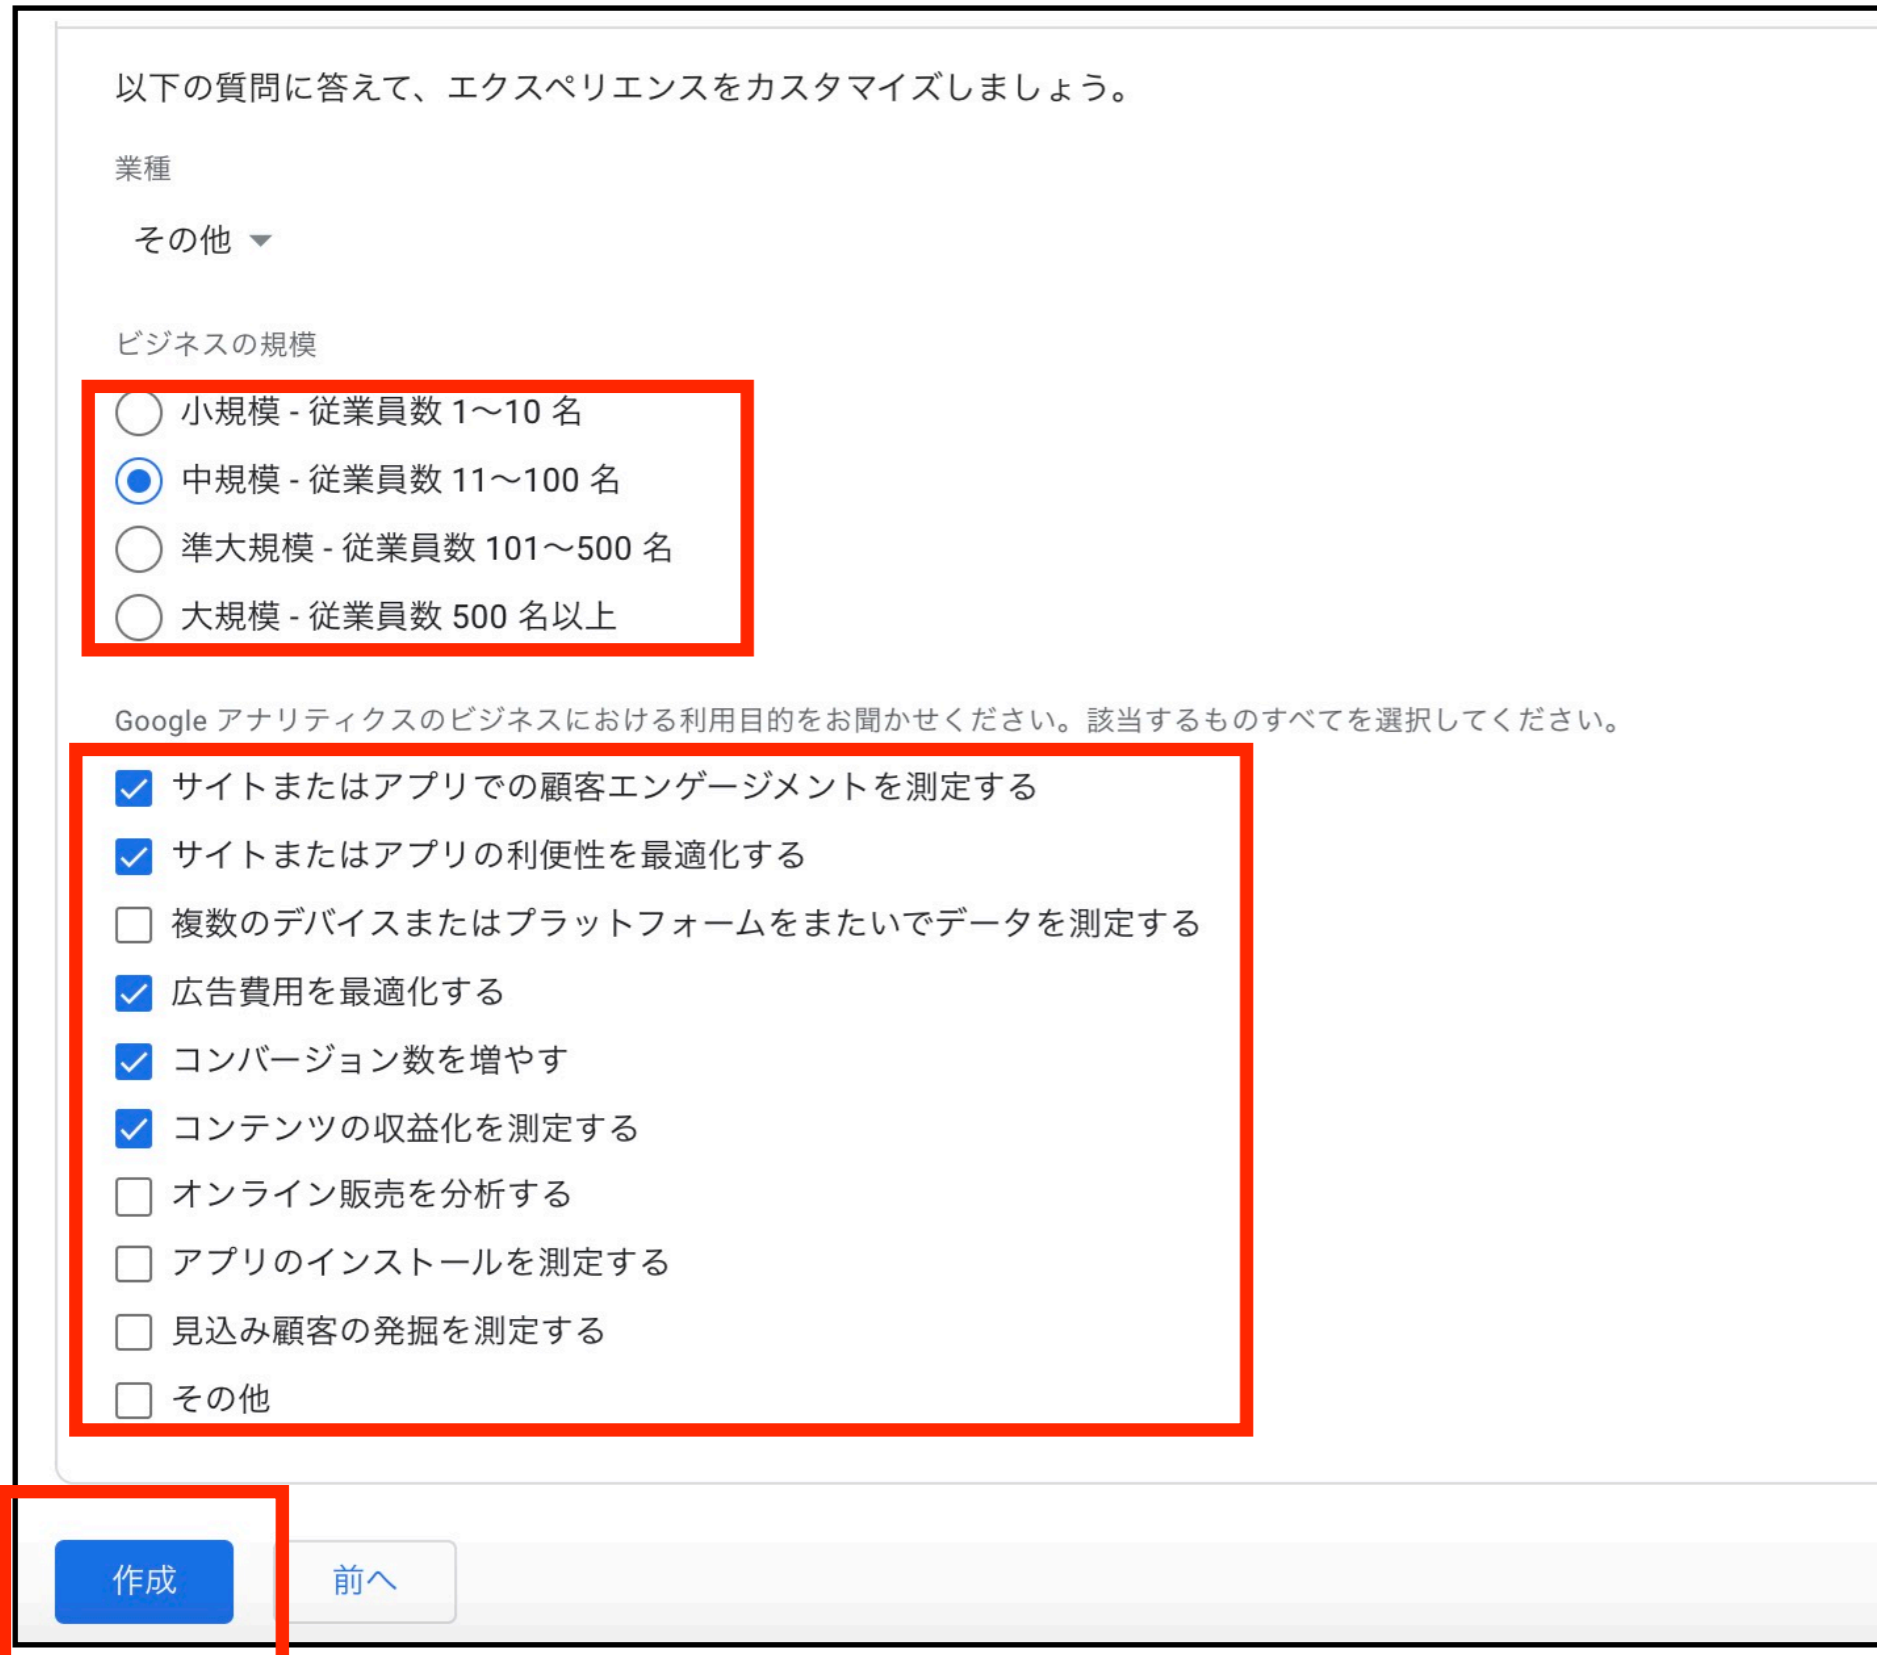 以下の質問に答えて、エクスペリエンスをカスタマイズしましょう。
業種
その他
ビジネスの規模
小規模 - 従業員数 1〜10 名
中規模 - 従業員数 11〜100 名
準大規模 - 従業員数 101〜500 名
大規模 - 従業員数 500 名以上
Google アナリティクスのビジネスにおける利用目的をお聞かせください。該当するものすべてを選択してください。
サイトまたはアプリでの顧客エンゲージメントを測定する
サイトまたはアプリの利便性を最適化する
複数のデバイスまたはプラットフォームをまたいでデータを測定する
広告費用を最適化する
コンバージョン数を増やす
コンテンツの収益化を測定する
オンライン販売を分析する
アプリのインストールを測定する
見込み顧客の発掘を測定する
その他
作成 前へ